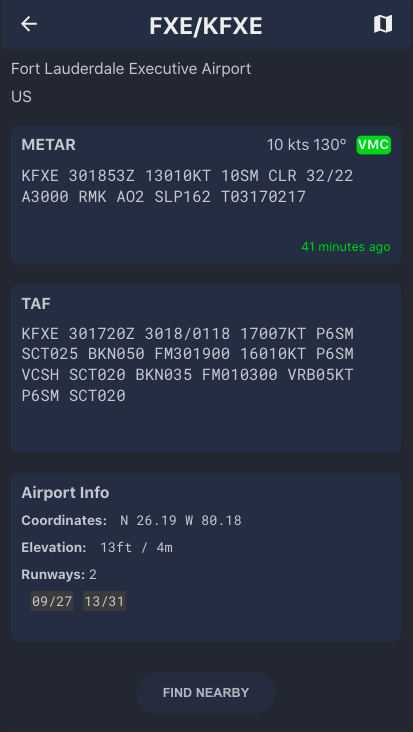 FXE/KFXE
Fort Lauderdale Executive Airport
US
METAR 10 kts 130° VMC
KFXE 301853Z 13010KT 10SM CLR 32/22
A3000 RMK AO2 SLP162 T03170217
41 minutes ago
TAF
KFXE 301720Z 3018/0118 17007KT P6SM
SCT025 BKN050 FM301900 16010KT P6SM
VCSH SCT020 BKN035 FM010300 VRB05KT
P6SM SCT020
Airport Info
Coordinates: N 26.19 W 80.18
Elevation: 13ft / 4m
Runways: 2
09/27 13/31
FIND NEARBY